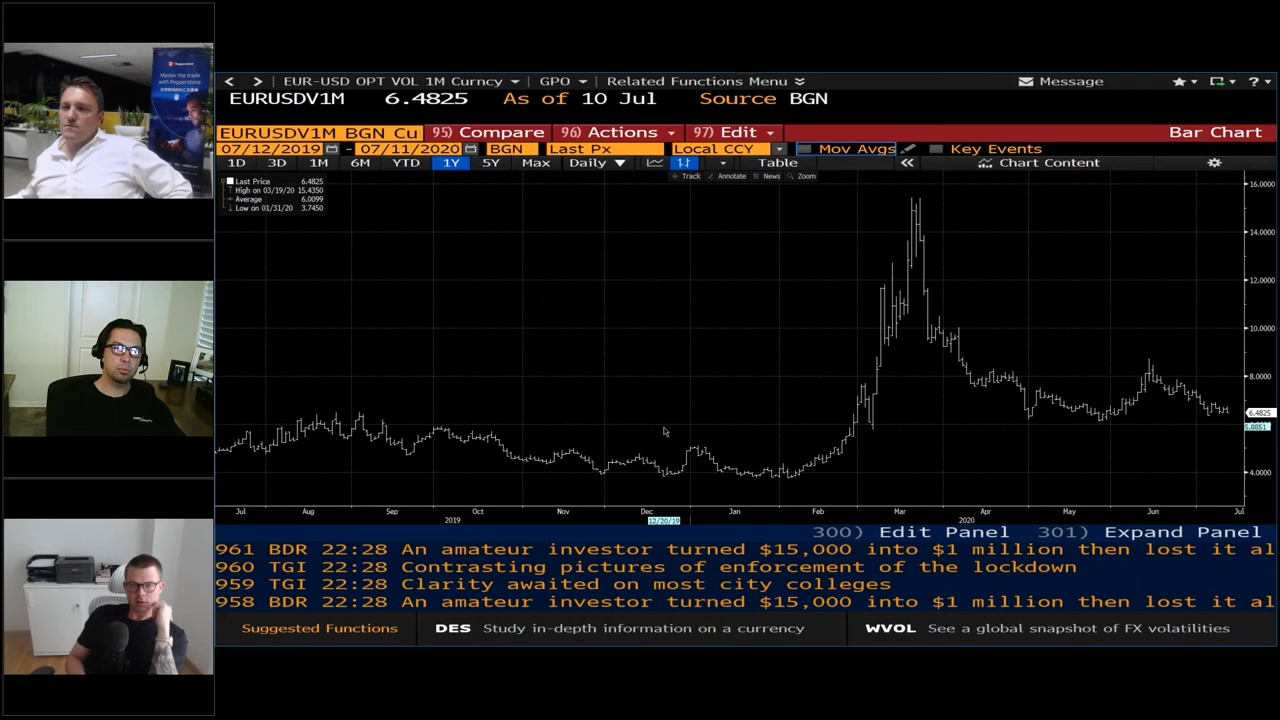 Pepperstone
Master the trade
with Pepperstone
EUR-USD OPT VOL 1M Curncy
GPO
Related Functions Menu
Message
?
EURUSDV1M 6.4825 As of 10 Jul Source BGN
EURUSDV1M BGN Cu
95) Compare
96) Actions
97) Edit
Bar Chart
07/12/2019 - 07/11/2020 BGN Last Px Local CCY Mov Avgs Key Events
1D 3D 1M 6M YTD 1Y 5Y Max Daily Table Chart Content
Track Annotate News Zoom
Last Price 6.4825
High on 03/19/20 15.4350
Average 6.0099
Low on 01/31/20 3.7450
16.0000
14.0000
12.0000
10.0000
8.0000
6.4825
4.0000
Jul Aug Sep Oct Nov Dec Jan Feb Mar Apr May Jun Jul
2019 12/20/19 2020
300) Edit Panel 301) Expand Panel
961 BDR 22:28 An amateur investor turned $15,000 into $1 million then lost it al
960 TGI 22:28 Contrasting pictures of enforcement of the lockdown
959 TGI 22:28 Clarity awaited on most city colleges
958 BDR 22:28 An amateur investor turned $15,000 into $1 million then lost it al
Suggested Functions DES Study in-depth information on a currency WVOL See a global snapshot of FX volatilities